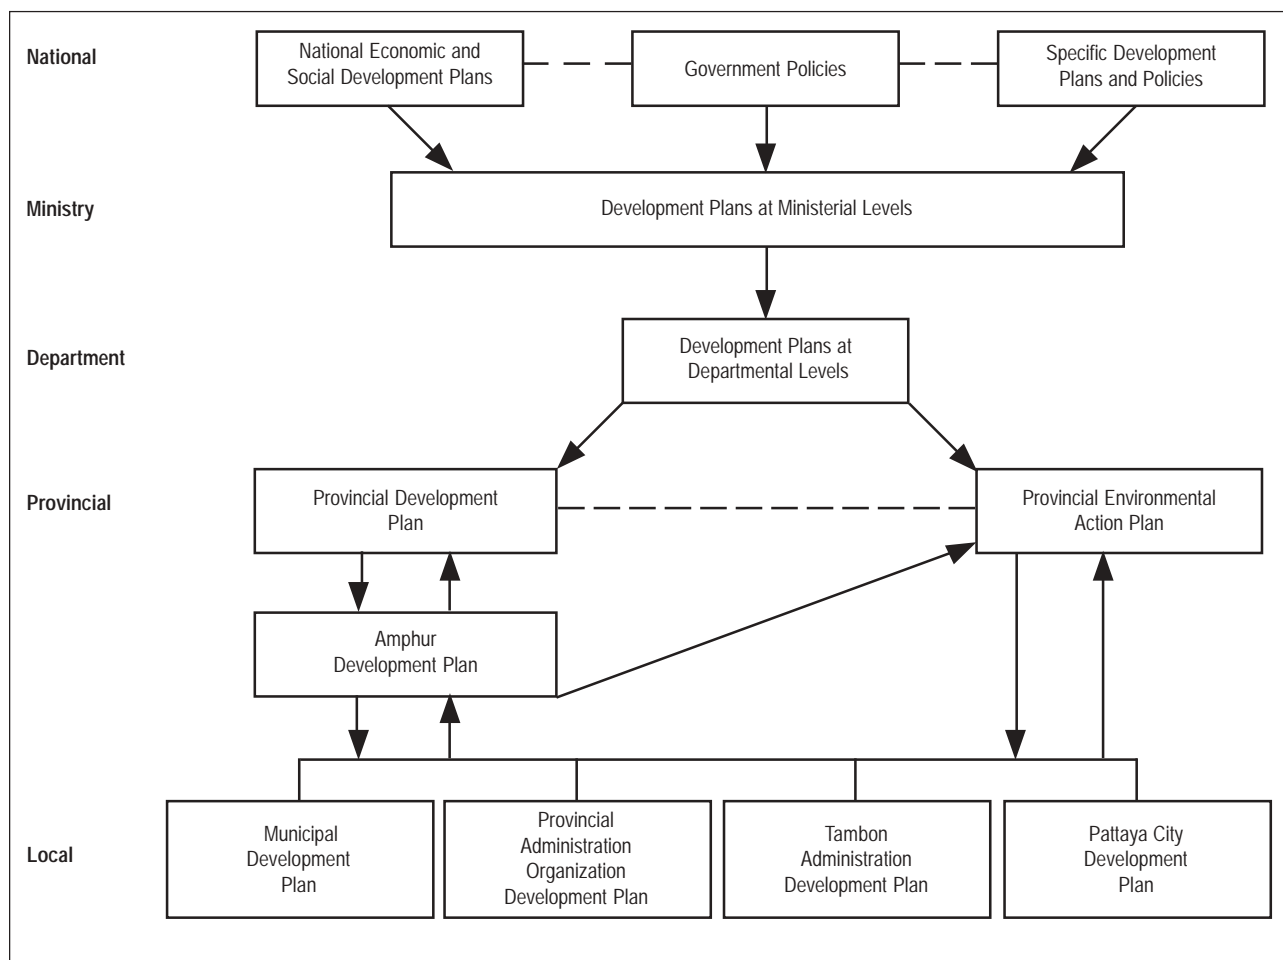 National
National Economic and
Social Development Plans
Government Policies
Specific Development
Plans and Policies
Ministry
Development Plans at Ministerial Levels
Department
Development Plans at
Departmental Levels
Provincial
Provincial Development
Plan
Provincial Environmental
Action Plan
Amphur
Development Plan
Local
Municipal
Development
Plan
Provincial
Administration
Organization
Development Plan
Tambon
Administration
Development Plan
Pattaya City
Development
Plan